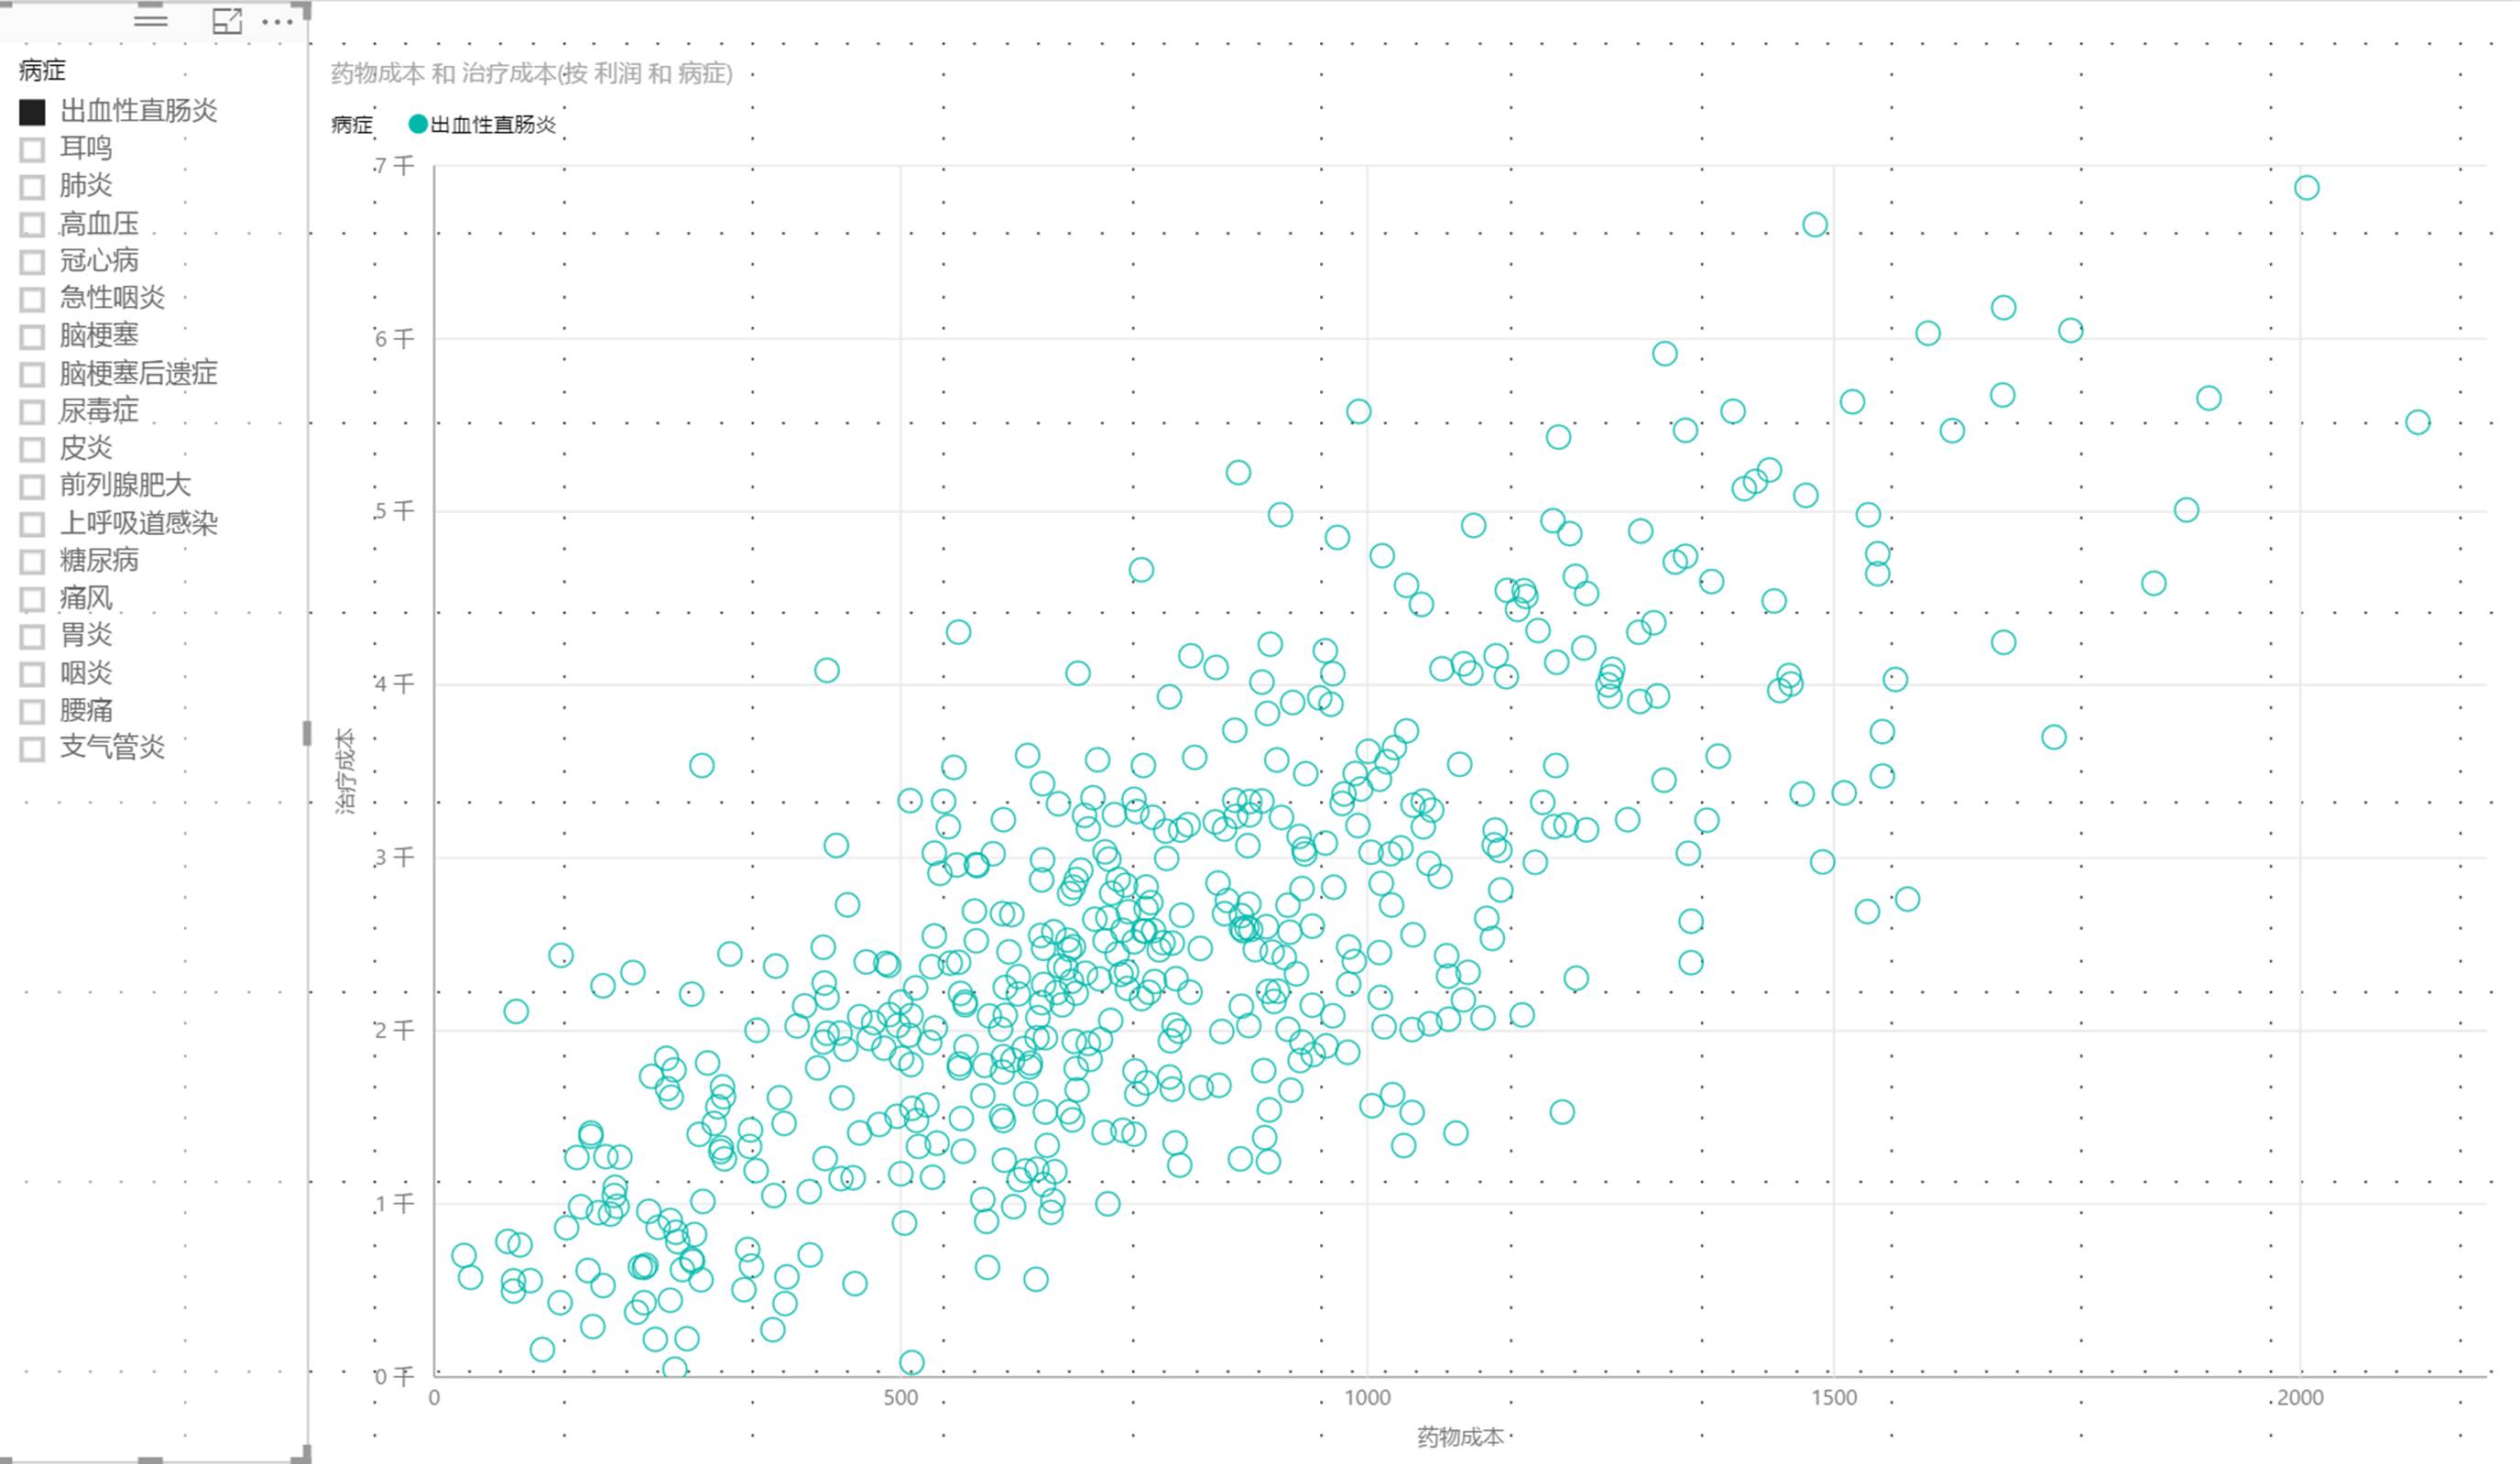 病症
出血性直肠炎
耳鸣
肺炎
高血压
冠心病
急性咽炎
脑梗塞
脑梗塞后遗症
尿毒症
皮炎
前列腺肥大
上呼吸道感染
糖尿病
痛风
胃炎
咽炎
腰痛
支气管炎
药物成本 和 治疗成本(按 利润 和 病症)
病症 出血性直肠炎
7 千
6 千
5 千
4 千
3 千
2 千
1 千
0 千
治疗成本
0 500 1000 1500 2000
药物成本